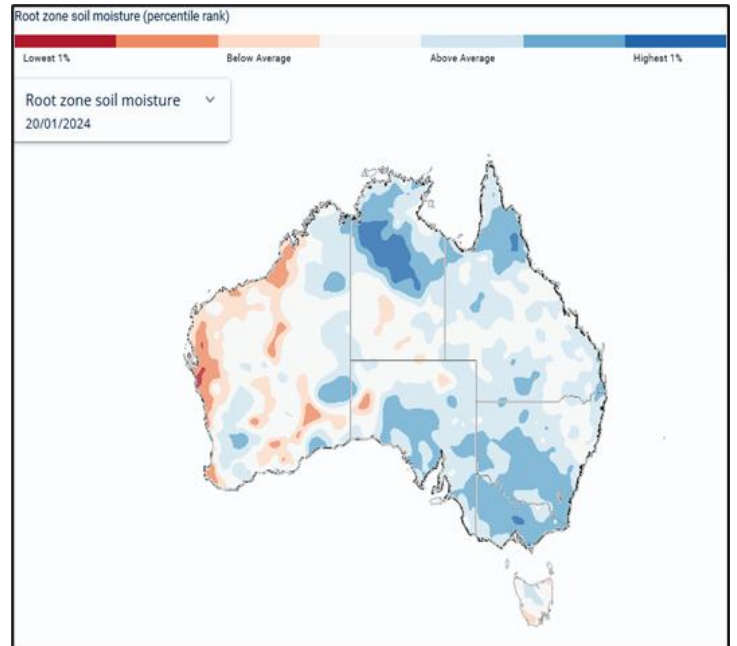 Root zone soil moisture (percentile rank)
Lowest 1% Below Average Above Average Highest 1%
Root zone soil moisture
20/01/2024